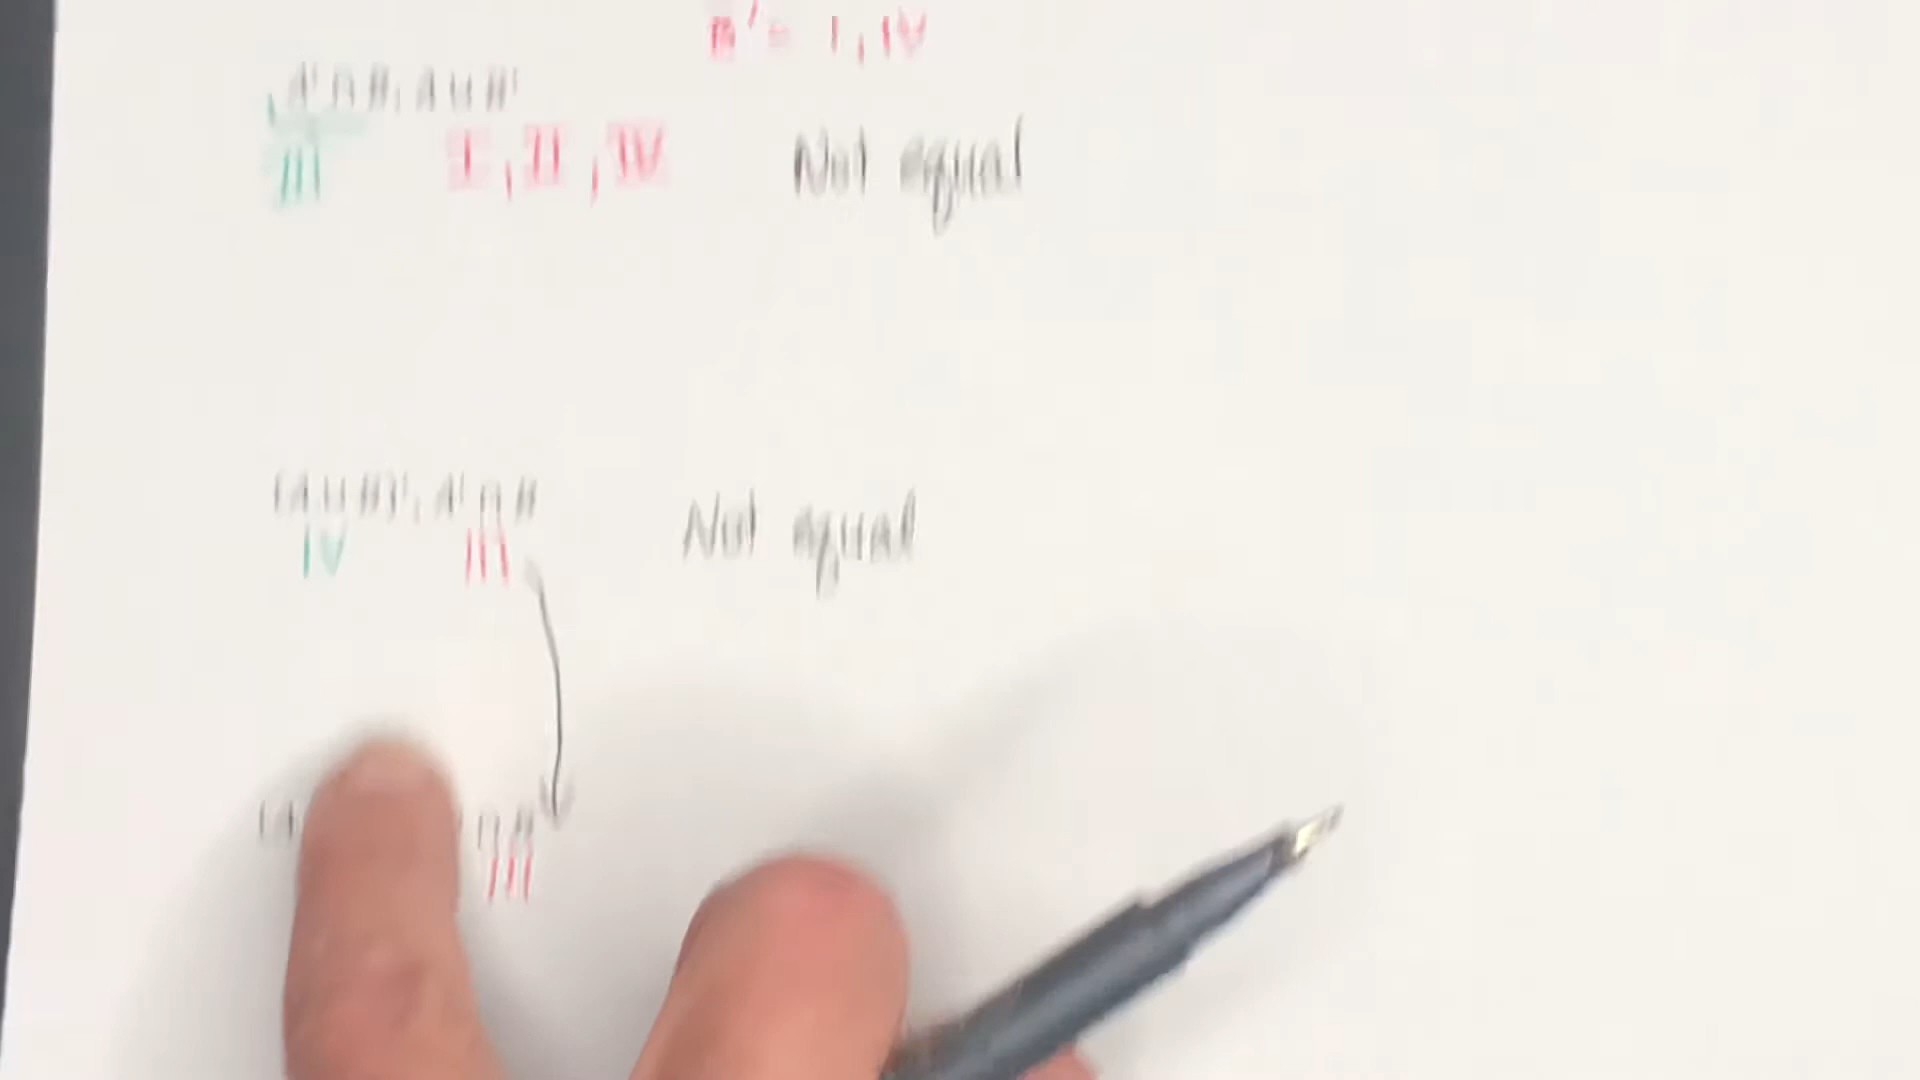 B' = I, IV
A' ∩ B, A ∪ B'
III I, II, IV Not equal
(A ∪ B)', A' ∩ B Not equal
IV III
(A ∩ B
III